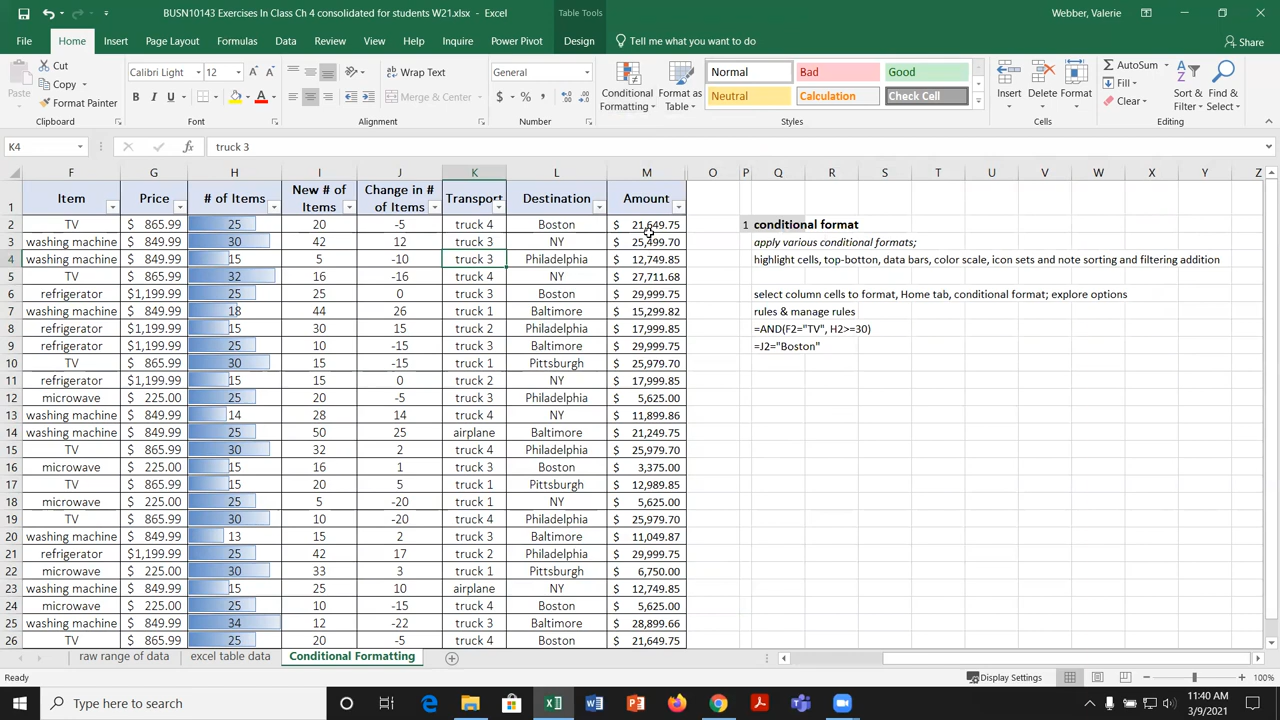 BUSN10143 Exercises In Class Ch 4 consolidated for students W21.xlsx - Excel
Table Tools
Webber, Valerie
File Home Insert Page Layout Formulas Data Review View Help Inquire Power Pivot Design Tell me what you want to do Share
Paste Cut Copy Format Painter Clipboard
Calibri Light 12 B I U A Font
Wrap Text Merge & Center Alignment
General $ % , Number
Conditional Formatting Format as Table Normal Bad Good Neutral Calculation Check Cell Styles
Insert Delete Format Cells
AutoSum Fill Clear Sort & Filter Find & Select Editing
K4 fx truck 3
F G H I J K L M O P Q R S T U V W X Y Z
1 Item Price # of Items New # of Items Change in # of Items Transport Destination Amount
2 TV $ 865.99 25 20 -5 truck 4 Boston $ 21,649.75 1 conditional format
3 washing machine $ 849.99 30 42 12 truck 3 NY $ 25,499.70 apply various conditional formats;
4 washing machine $ 849.99 15 5 -10 truck 3 Philadelphia $ 12,749.85 highlight cells, top-botton, data bars, color scale, icon sets and note sorting and filtering addition
5 TV $ 865.99 32 16 -16 truck 4 NY $ 27,711.68
6 refrigerator $1,199.99 25 25 0 truck 3 Boston $ 29,999.75 select column cells to format, Home tab, conditional format; explore options
7 washing machine $ 849.99 18 44 26 truck 1 Baltimore $ 15,299.82 rules & manage rules
8 refrigerator $1,199.99 15 30 15 truck 2 Philadelphia $ 17,999.85 =AND(F2="TV", H2>=30)
9 refrigerator $1,199.99 25 10 -15 truck 3 Baltimore $ 29,999.75 =J2="Boston"
10 TV $ 865.99 30 15 -15 truck 1 Pittsburgh $ 25,979.70
11 refrigerator $1,199.99 15 15 0 truck 2 NY $ 17,999.85
12 microwave $ 225.00 25 20 -5 truck 3 Philadelphia $ 5,625.00
13 washing machine $ 849.99 14 28 14 truck 4 NY $ 11,899.86
14 washing machine $ 849.99 25 50 25 airplane Baltimore $ 21,249.75
15 TV $ 865.99 30 32 2 truck 4 Philadelphia $ 25,979.70
16 microwave $ 225.00 15 16 1 truck 3 Boston $ 3,375.00
17 TV $ 865.99 15 20 5 truck 1 Pittsburgh $ 12,989.85
18 microwave $ 225.00 25 5 -20 truck 1 NY $ 5,625.00
19 TV $ 865.99 30 10 -20 truck 4 Philadelphia $ 25,979.70
20 washing machine $ 849.99 13 15 2 truck 3 Baltimore $ 11,049.87
21 refrigerator $1,199.99 25 42 17 truck 2 Philadelphia $ 29,999.75
22 microwave $ 225.00 30 33 3 truck 1 Pittsburgh $ 6,750.00
23 washing machine $ 849.99 15 25 10 airplane NY $ 12,749.85
24 microwave $ 225.00 25 10 -15 truck 4 Boston $ 5,625.00
25 washing machine $ 849.99 34 12 -22 truck 3 Baltimore $ 28,899.66
26 TV $ 865.99 25 20 -5 truck 4 Boston $ 21,649.75
raw range of data excel table data Conditional Formatting
Ready Display Settings 100%
Type here to search 11:40 AM
3/9/2021